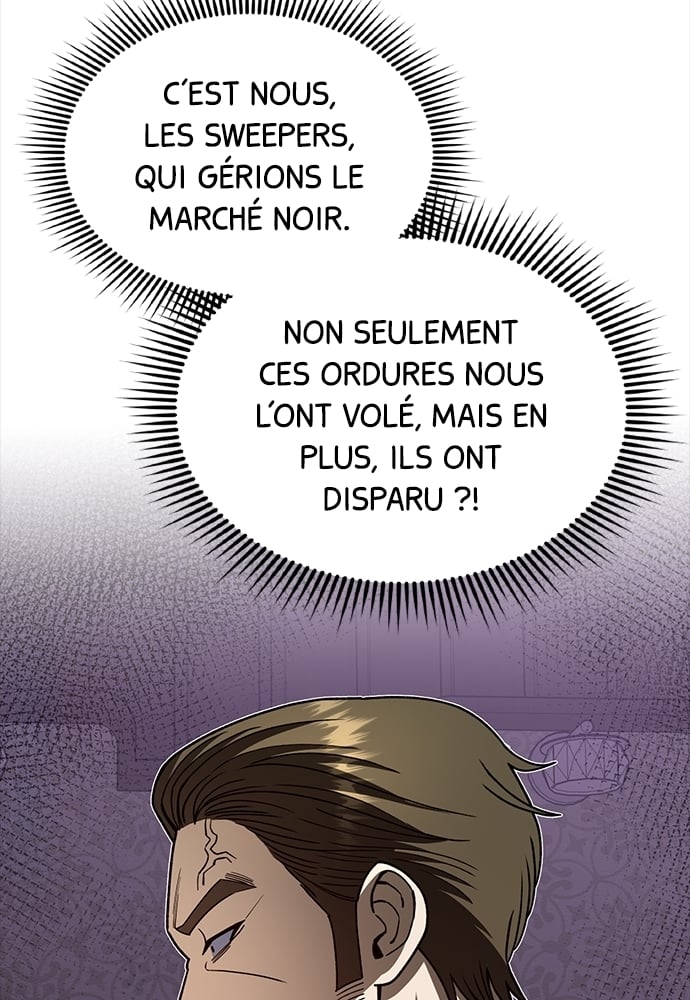 C'EST NOUS,
LES SWEEPERS,
QUI GÉRIONS LE
MARCHÉ NOIR.
NON SEULEMENT
CES ORDURES NOUS
L'ONT VOLÉ, MAIS EN
PLUS, ILS ONT
DISPARU ?!